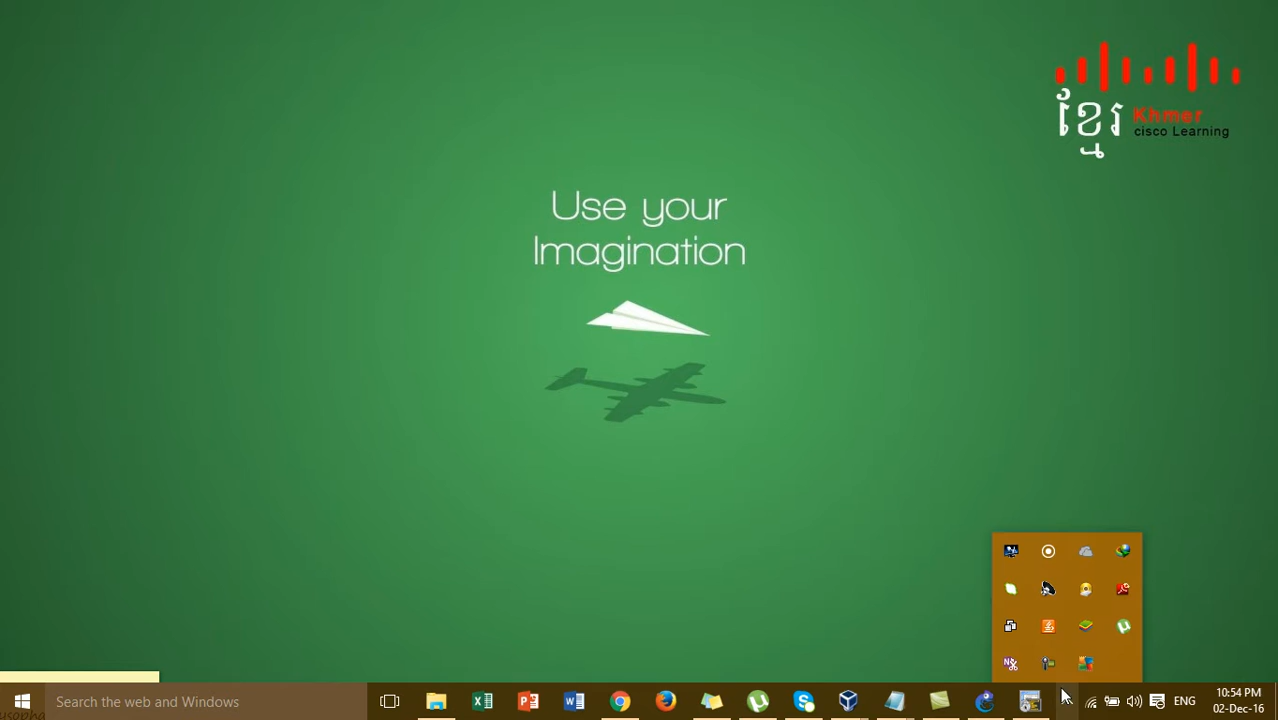 ខ្មែរ Khmer
cisco Learning
Use your
Imagination
Search the web and Windows
ENG
10:54 PM
02-Dec-16